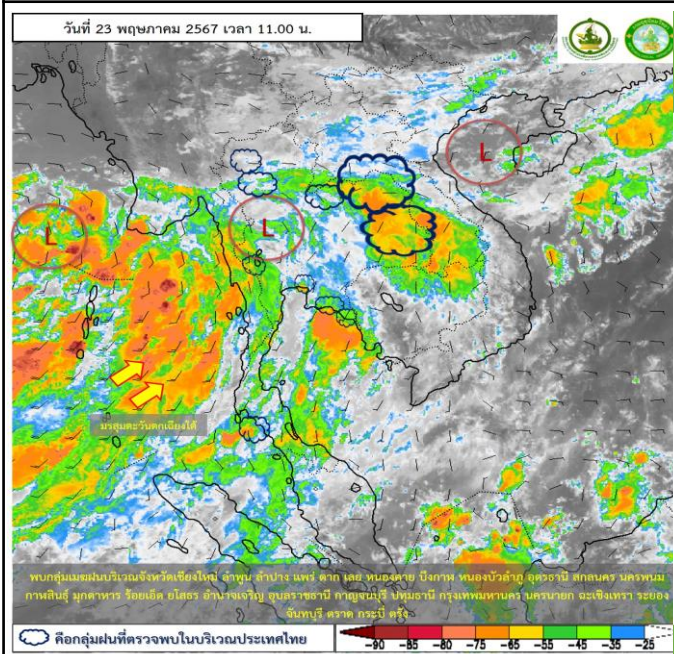 วันที่ 23 พฤษภาคม 2567 เวลา 11.00 น.
L
L
L
มรสุมตะวันตกเฉียงใต้
พบกลุ่มเมฆฝนบริเวณจังหวัดเชียงใหม่ ลำพูน ลำปาง แพร่ ตาก เลย หนองคาย บึงกาฬ หนองบัวลำภู อุดรธานี สกลนคร นครพนม
กาฬสินธุ์ มุกดาหาร ร้อยเอ็ด ยโสธร อำนาจเจริญ อุบลราชธานี กาญจนบุรี ปทุมธานี กรุงเทพมหานคร นครนายก ฉะเชิงเทรา ระยอง
จันทบุรี ตราด กระบี่ ตรัง
คือกลุ่มฝนที่ตรวจพบในบริเวณประเทศไทย
-90 -85 -80 -75 -65 -55 -45 -35 -25